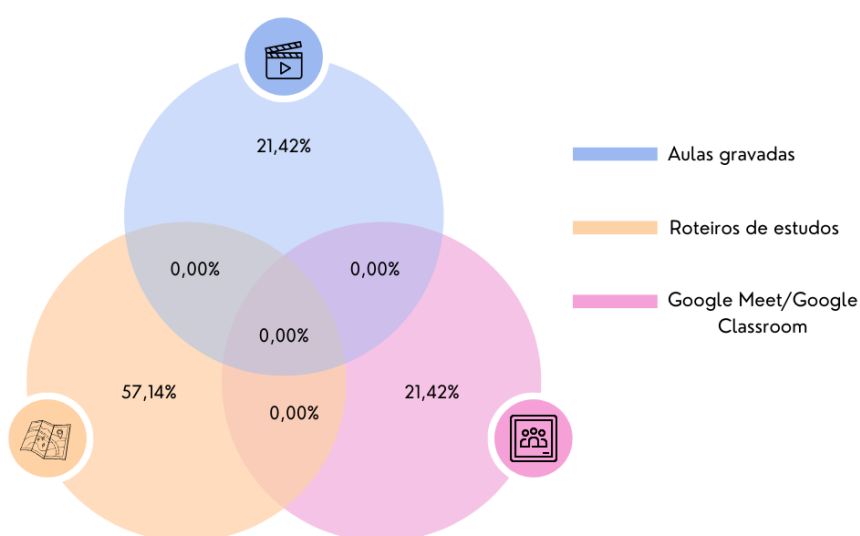 21,42%
Aulas gravadas
Roteiros de estudos
0,00%
0,00%
Google Meet/Google
Classroom
0,00%
57,14%
21,42%
0,00%